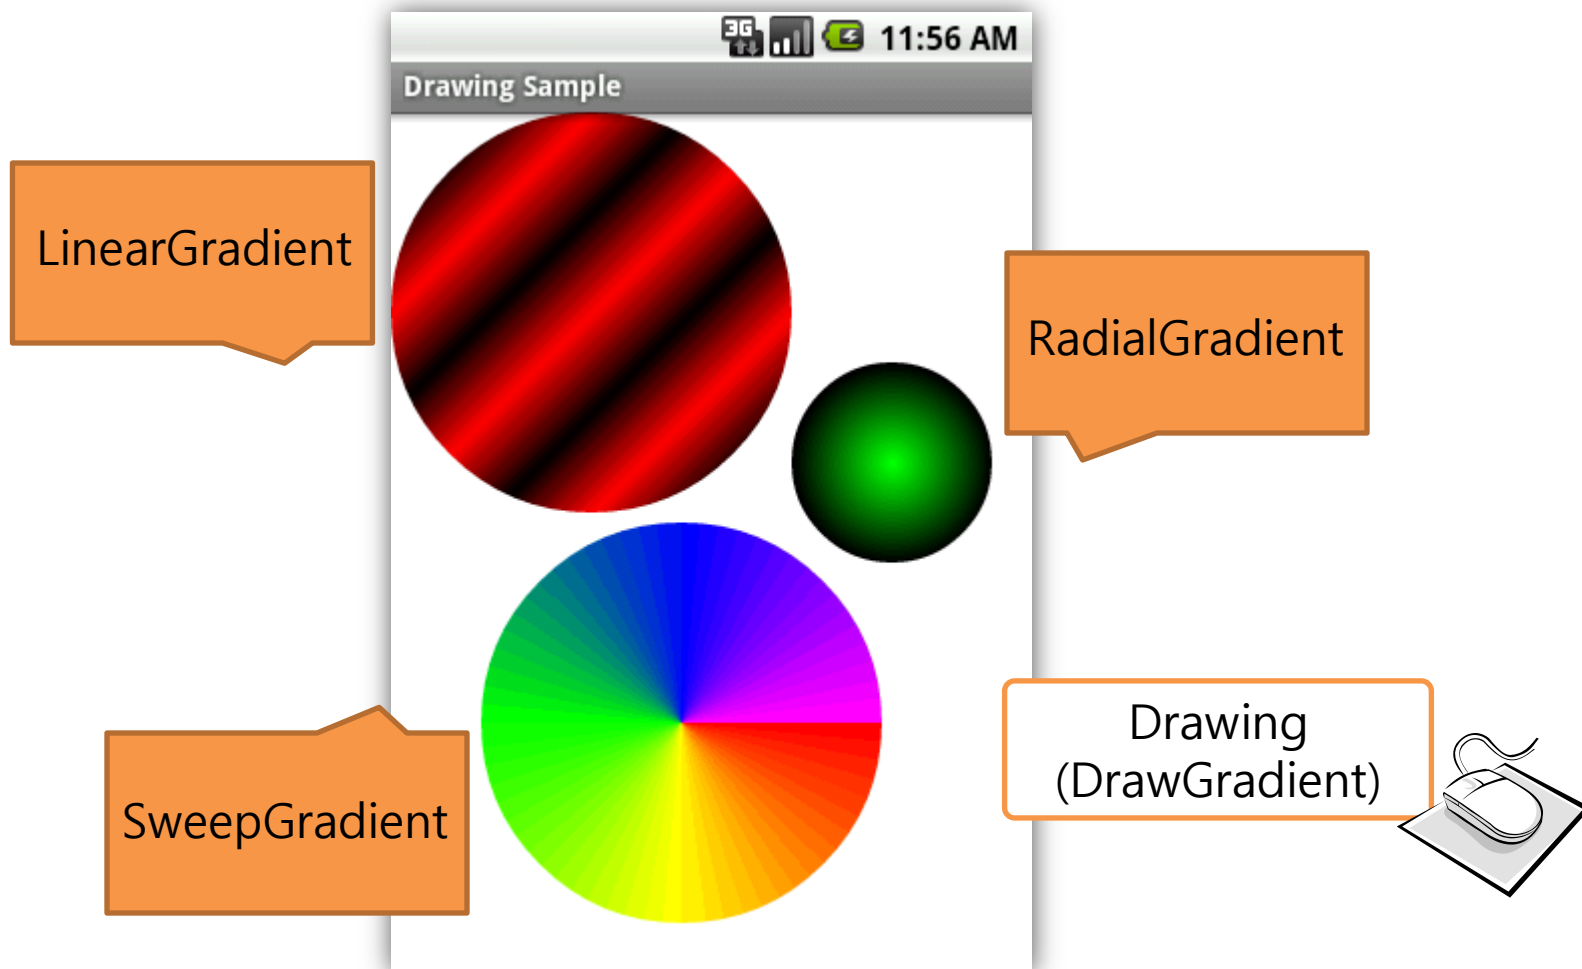 3G 11:56 AM
Drawing Sample
LinearGradient
RadialGradient
SweepGradient
Drawing
(DrawGradient)